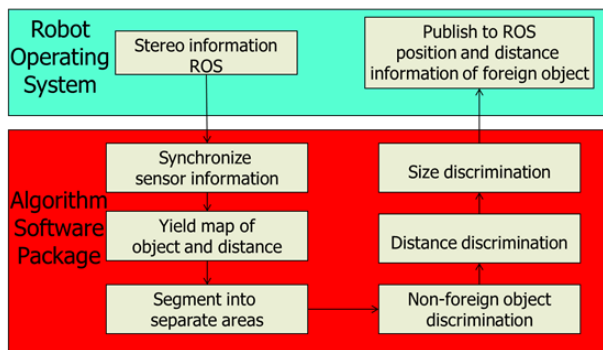 Robot
Operating
System
Stereo information
ROS
Publish to ROS
position and distance
information of foreign object
Algorithm
Software
Package
Synchronize
sensor information
Yield map of
object and distance
Segment into
separate areas
Non-foreign object
discrimination
Distance discrimination
Size discrimination